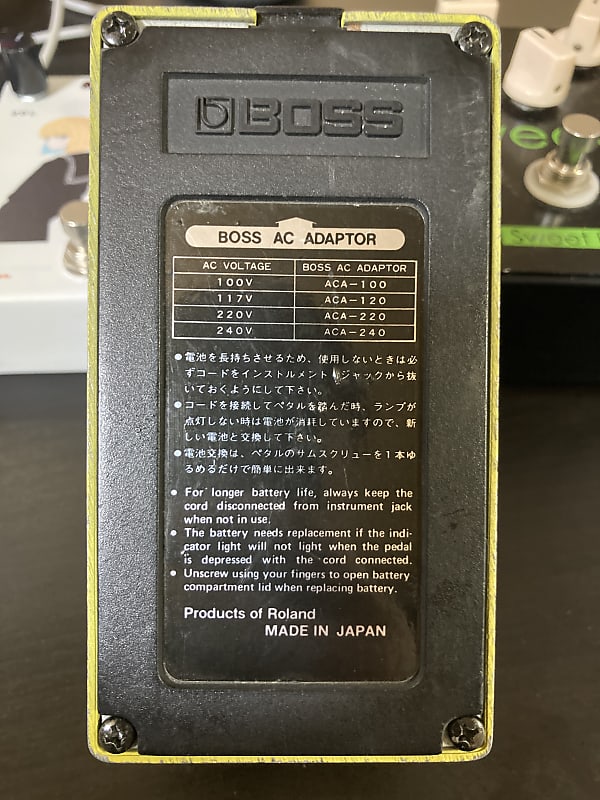 BOSS
BOSS AC ADAPTOR
AC VOLTAGE BOSS AC ADAPTOR
100V ACA-100
117V ACA-120
220V ACA-220
240V ACA-240
●電池を長持ちさせるため、使用しないときは必
ずコードをインストルメント・ジャックから抜
いておくようにして下さい。
●コードを接続してペタルを踏んだ時、ランプが
点灯しない時は電池が消耗していますので、新
しい電池と交換して下さい。
●電池交換は、ペタルのサムスクリューを1本ゆ
るめるだけで簡単に出来ます。
● For longer battery life, always keep the
cord disconnected from instrument jack
when not in use.
● The battery needs replacement if the indi-
cator light will not light when the pedal
is depressed with the cord connected.
● Unscrew using your fingers to open battery
compartment lid when replacing battery.
Products of Roland
MADE IN JAPAN
Sweet